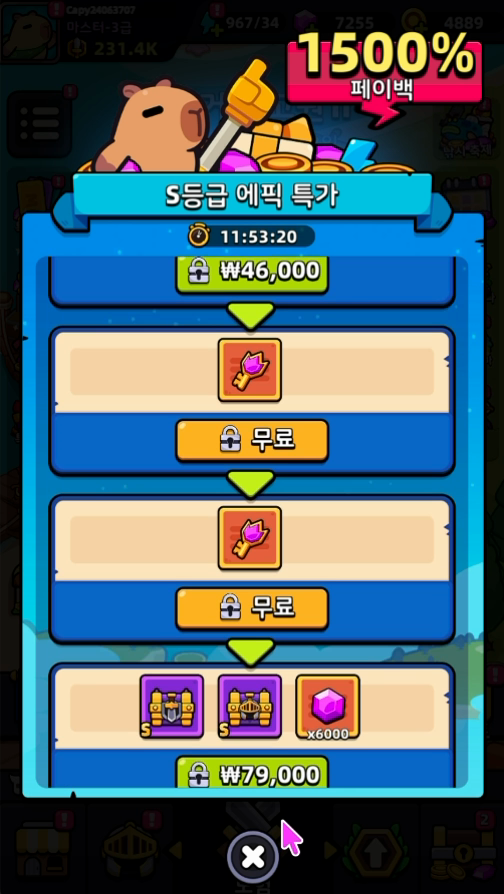 Capy24063707
마스터-3급
231.4K
967/34
7255
4889
1500%
페이백
S등급 에픽 특가
11:53:20
₩46,000
무료
무료
S
S
x6000
₩79,000
2